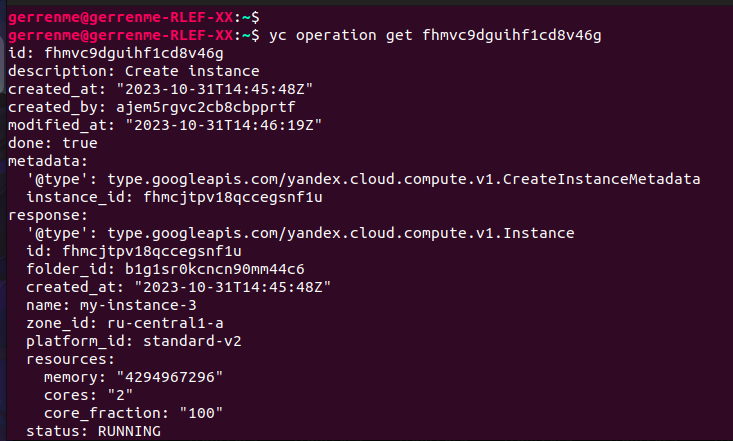 gerrenme@gerrenme-RLEF-XX:~$
gerrenme@gerrenme-RLEF-XX:~$ yc operation get fhmvc9dguihf1cd8v46g
id: fhmvc9dguihf1cd8v46g
description: Create instance
created_at: "2023-10-31T14:45:48Z"
created_by: ajem5rgvc2cb8cbpprtf
modified_at: "2023-10-31T14:46:19Z"
done: true
metadata:
  '@type': type.googleapis.com/yandex.cloud.compute.v1.CreateInstanceMetadata
  instance_id: fhmcjtpv18qccegsnf1u
response:
  '@type': type.googleapis.com/yandex.cloud.compute.v1.Instance
  id: fhmcjtpv18qccegsnf1u
  folder_id: b1g1sr0kcncn90mm44c6
  created_at: "2023-10-31T14:45:48Z"
  name: my-instance-3
  zone_id: ru-central1-a
  platform_id: standard-v2
  resources:
    memory: "4294967296"
    cores: "2"
    core_fraction: "100"
  status: RUNNING